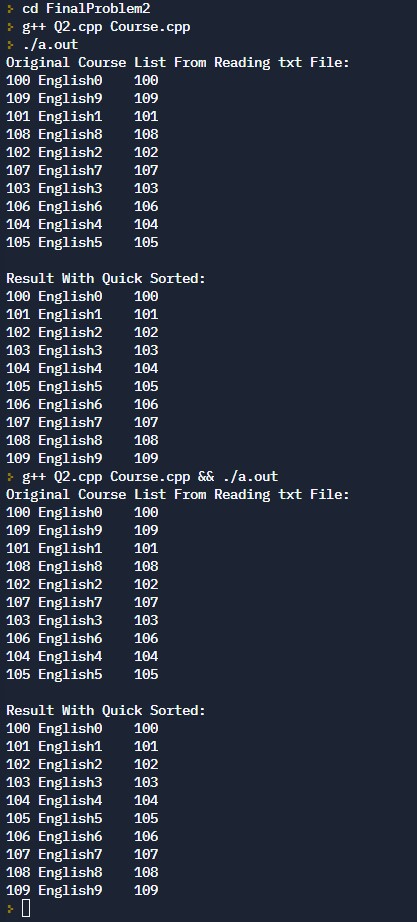 > cd FinalProblem2
> g++ Q2.cpp Course.cpp
> ./a.out
Original Course List From Reading txt File:
100 English0    100
109 English9    109
101 English1    101
108 English8    108
102 English2    102
107 English7    107
103 English3    103
106 English6    106
104 English4    104
105 English5    105

Result With Quick Sorted:
100 English0    100
101 English1    101
102 English2    102
103 English3    103
104 English4    104
105 English5    105
106 English6    106
107 English7    107
108 English8    108
109 English9    109
> g++ Q2.cpp Course.cpp && ./a.out
Original Course List From Reading txt File:
100 English0    100
109 English9    109
101 English1    101
108 English8    108
102 English2    102
107 English7    107
103 English3    103
106 English6    106
104 English4    104
105 English5    105

Result With Quick Sorted:
100 English0    100
101 English1    101
102 English2    102
103 English3    103
104 English4    104
105 English5    105
106 English6    106
107 English7    107
108 English8    108
109 English9    109
>